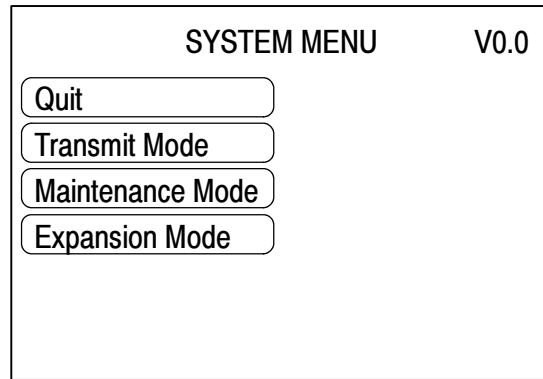 SYSTEM MENU V0.0
Quit
Transmit Mode
Maintenance Mode
Expansion Mode